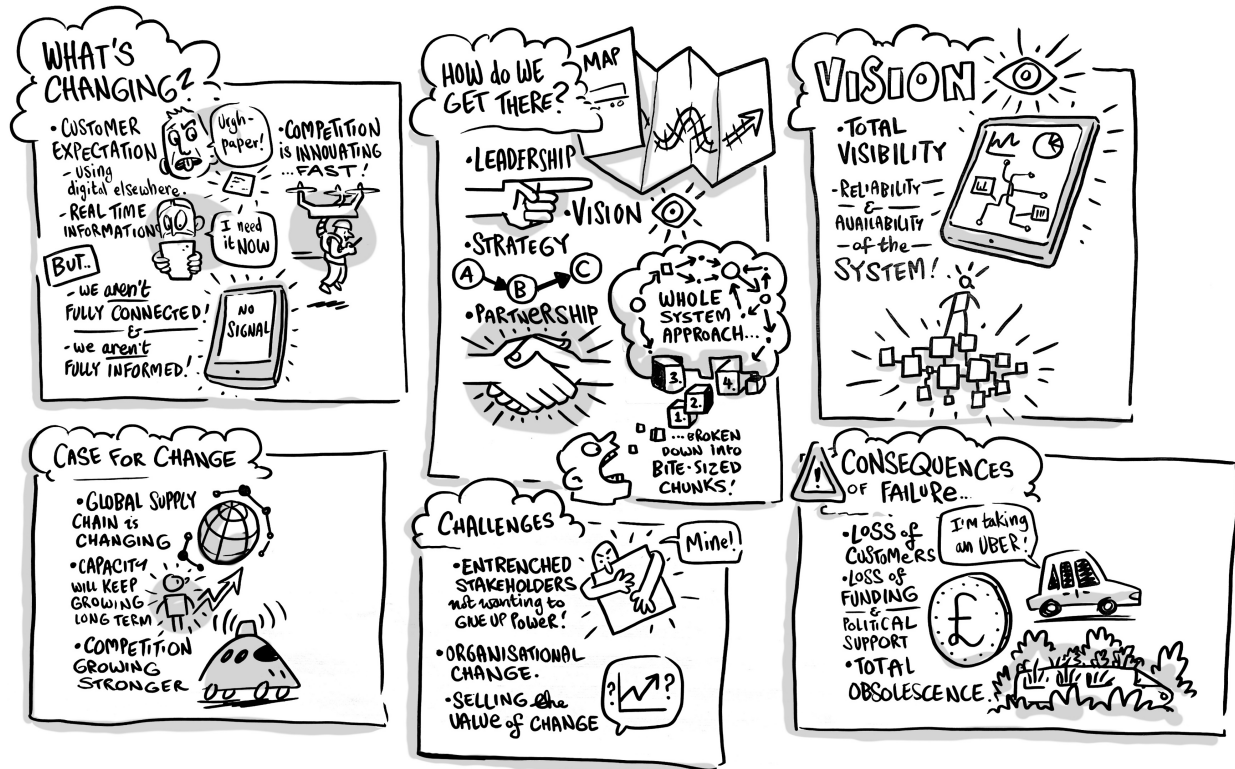 WHAT'S
CHANGING?
• CUSTOMER
EXPECTATION
- Using
digital elsewhere.
- REAL TIME
INFORMATION
Urgh-
paper!
I need
it NOW
• COMPETITION
is INNOVATING
...FAST!
BUT..
- WE aren't
FULLY CONNECTED!
&
- we aren't
FULLY INFORMED!
NO
SIGNAL
CASE FOR CHANGE
• GLOBAL SUPPLY
CHAIN is
CHANGING
• CAPACITY
WILL KEEP
GROWING
LONG TERM
• COMPETITION
GROWING
STRONGER
HOW do WE
GET THERE?
MAP
• LEADERSHIP
• VISION
• STRATEGY
A
B
C
• PARTNERSHIP
WHOLE
SYSTEM
APPROACH...
3.
4.
2.
1.
... BROKEN
DOWN INTO
BITE-SIZED
CHUNKS!
CHALLENGES
• ENTRENCHED
STAKEHOLDERS
not wanting to
GIVE UP POWER!
Mine!!
• ORGANISATIONAL
CHANGE.
• SELLING the
VALUE of CHANGE
?
?
VISION
• TOTAL
VISIBILITY
- RELIABILITY -
&
AVAILABILITY
- of the -
SYSTEM!
!
CONSEQUENCES
OF FAILURE...
• LOSS of
CUSTOMERS
• LOSS of
FUNDING
&
POLITICAL
SUPPORT
• TOTAL
OBSOLESCENCE.
I'm taking
an UBER!
£